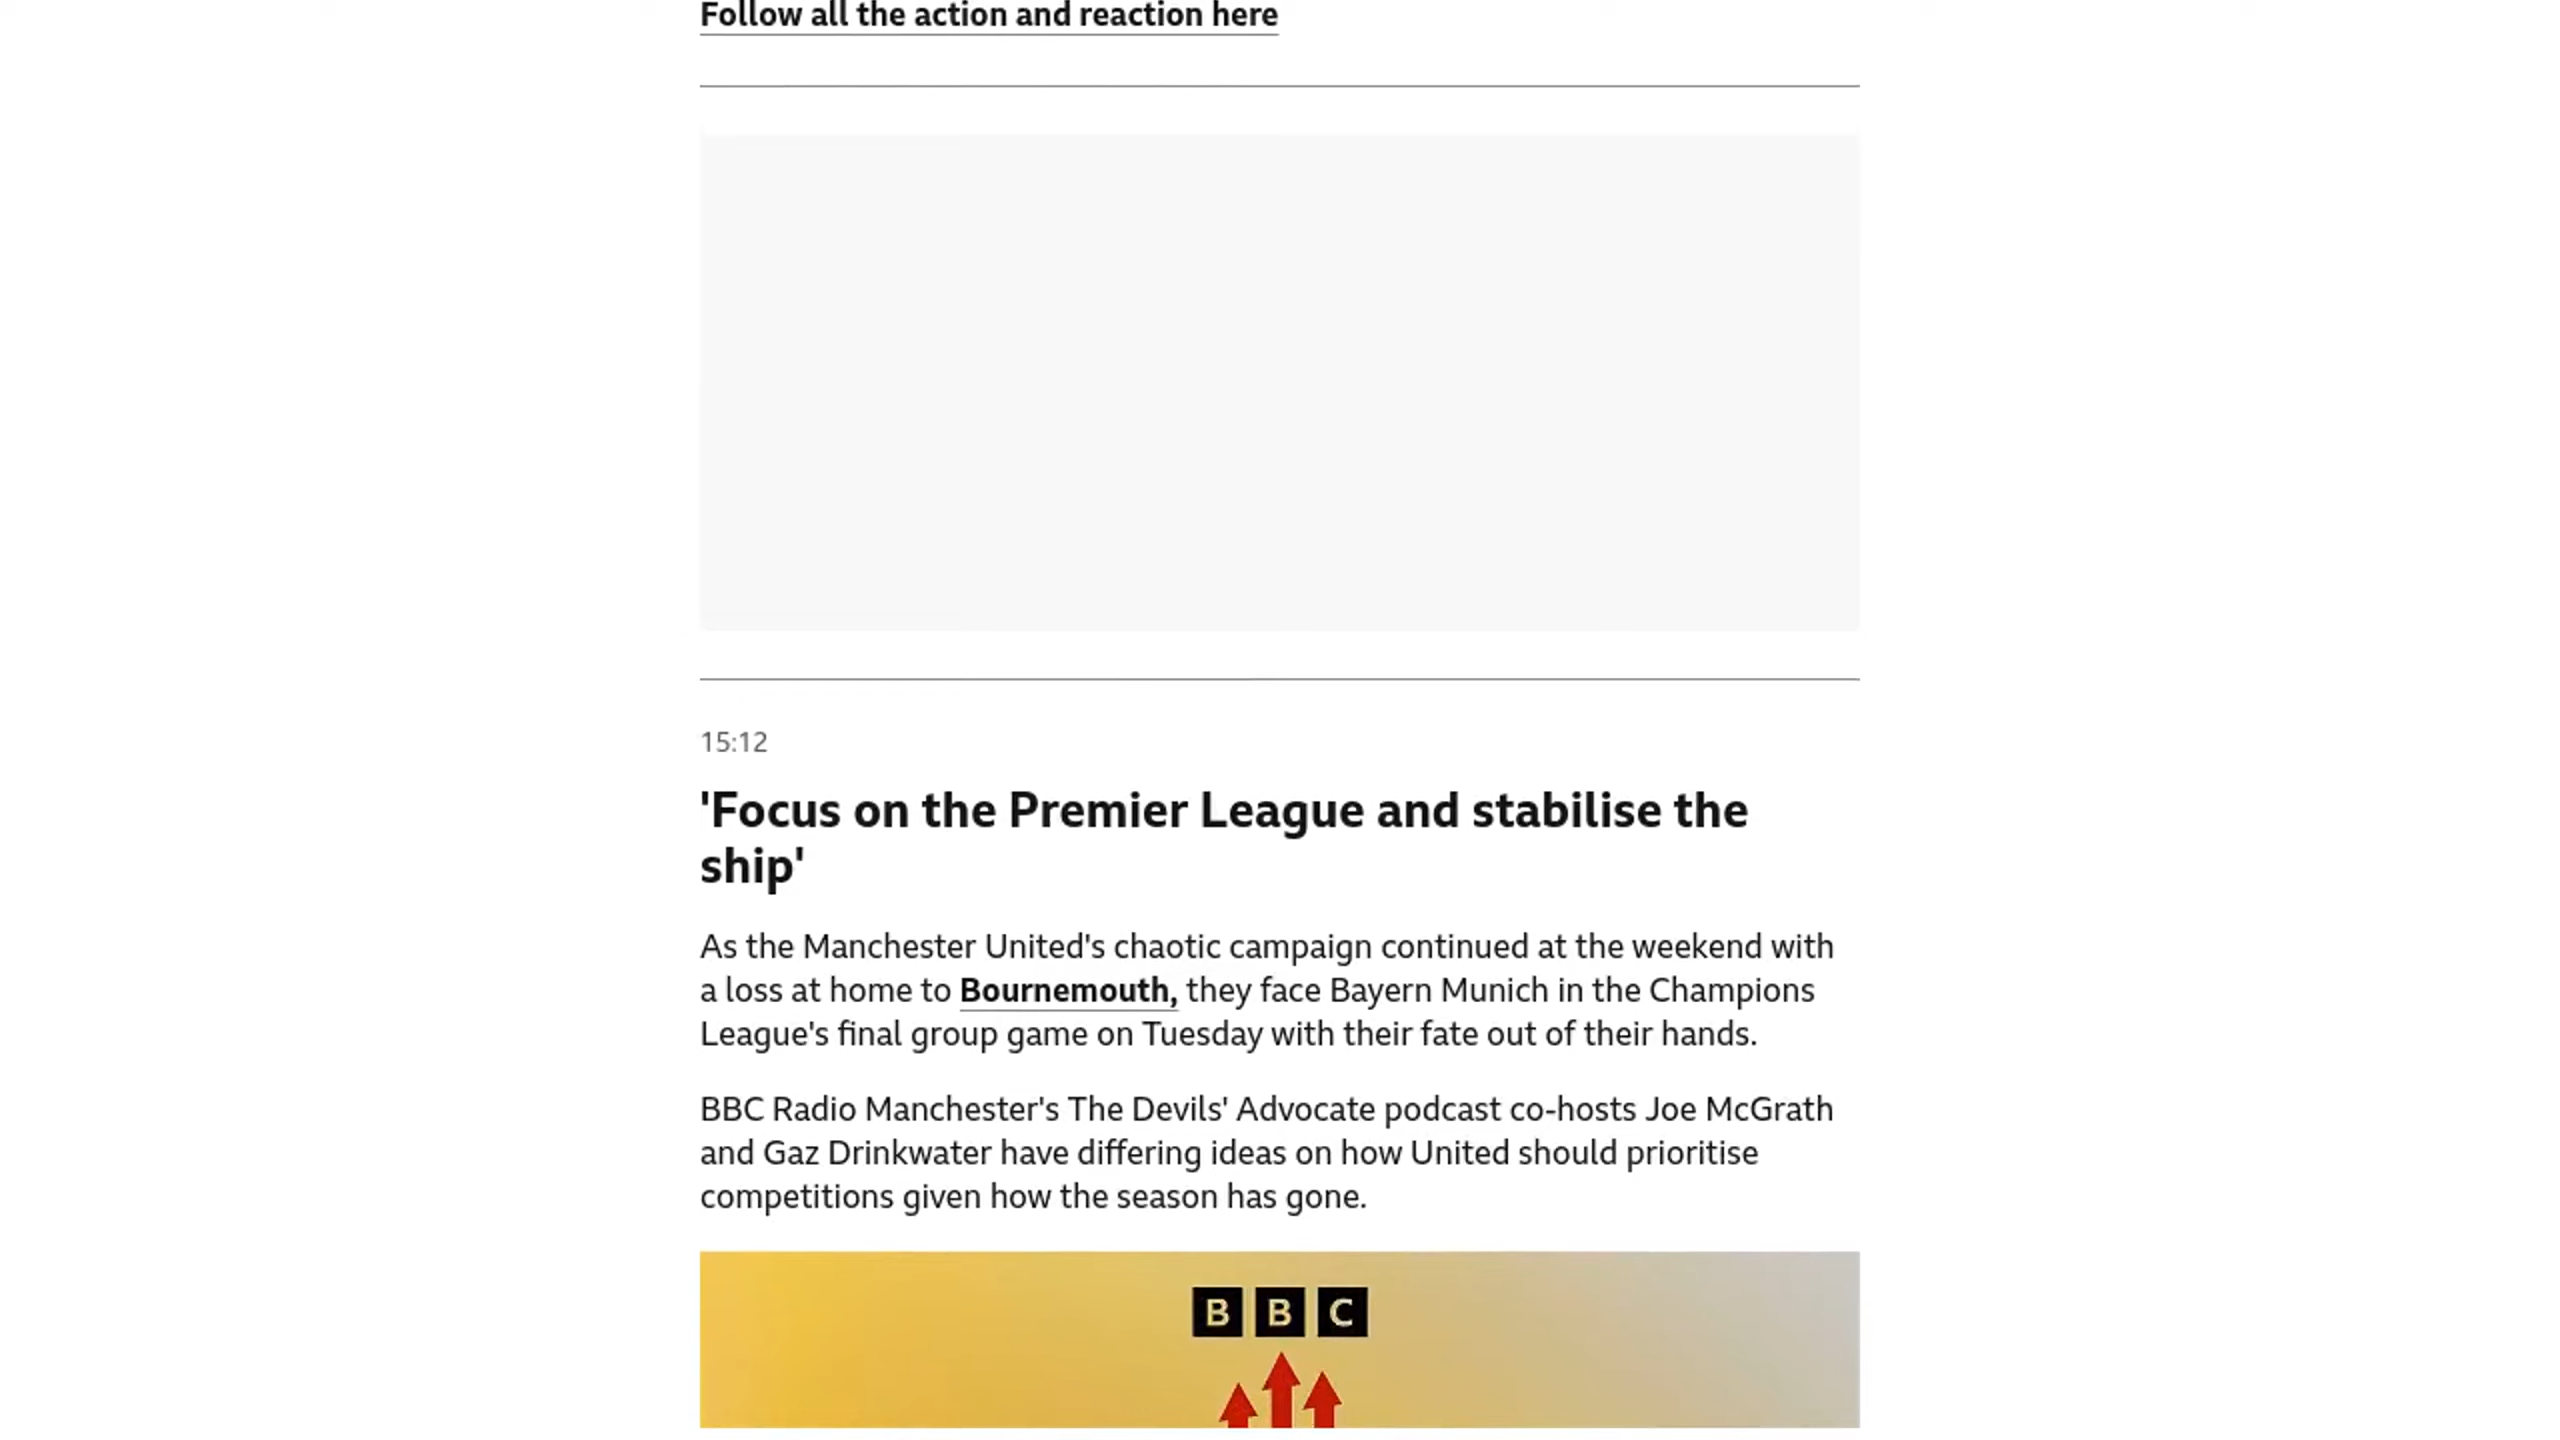 Follow all the action and reaction here
15:12
'Focus on the Premier League and stabilise the
ship'
As the Manchester United's chaotic campaign continued at the weekend with
a loss at home to Bournemouth, they face Bayern Munich in the Champions
League's final group game on Tuesday with their fate out of their hands.
BBC Radio Manchester's The Devils' Advocate podcast co-hosts Joe McGrath
and Gaz Drinkwater have differing ideas on how United should prioritise
competitions given how the season has gone.
BBC